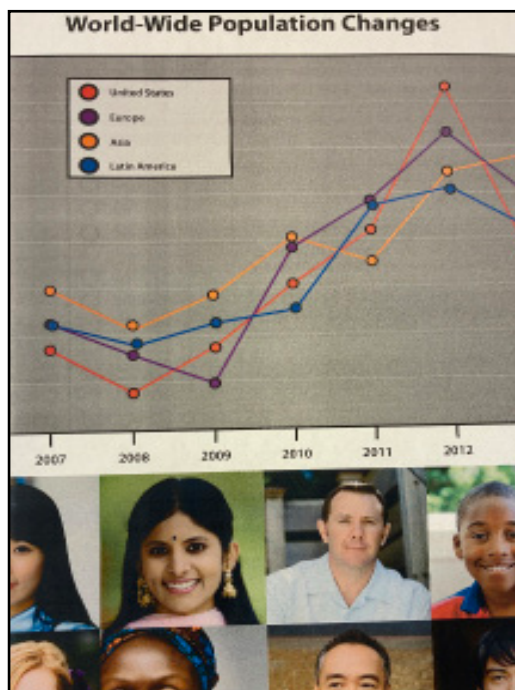 World-Wide Population Changes
United States
Europe
Asia
Latin America
2007 2008 2009 2010 2011 2012